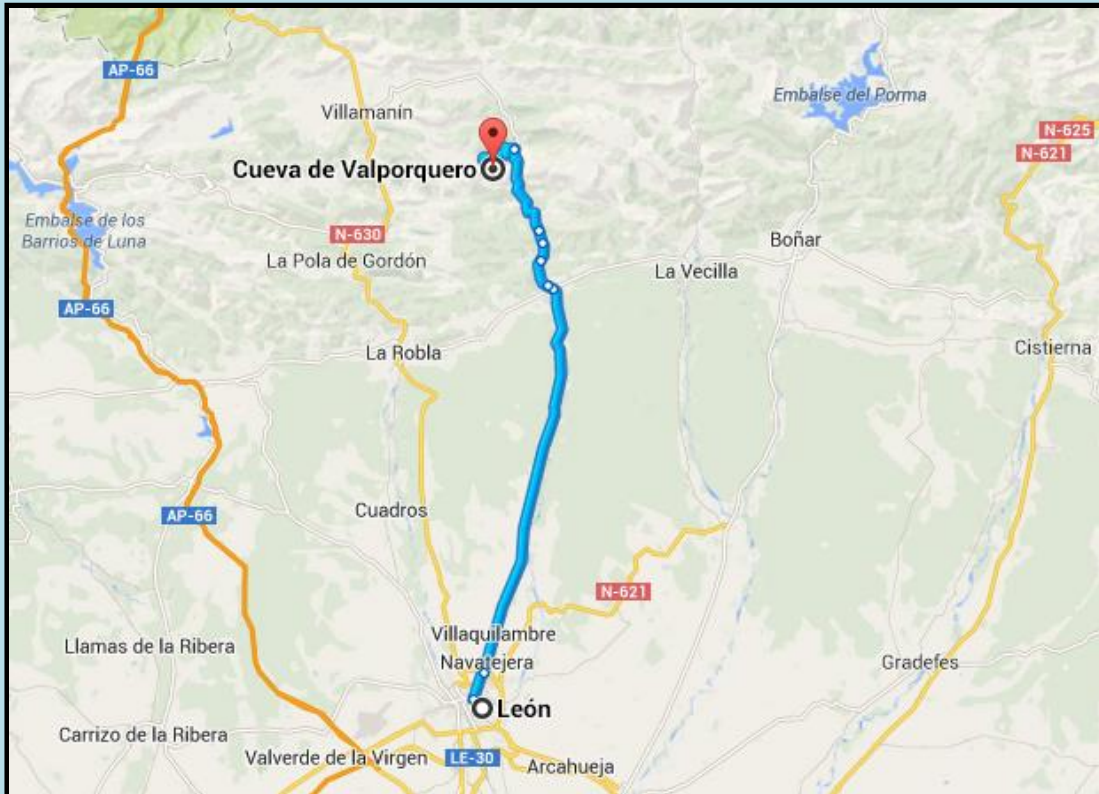 AP-66
Villamanín
Embalse del Porma
N-625
N-621
Cueva de Valporquero
Embalse de los
Barrios de Luna
N-630
Boñar
La Pola de Gordón
La Vecilla
AP-66
La Robla
Cistierna
Cuadros
AP-66
N-621
Villaquilambre
Llamas de la Ribera
Navatejera
Gradefes
León
Carrizo de la Ribera
Valverde de la Virgen
LE-30
Arcahueja